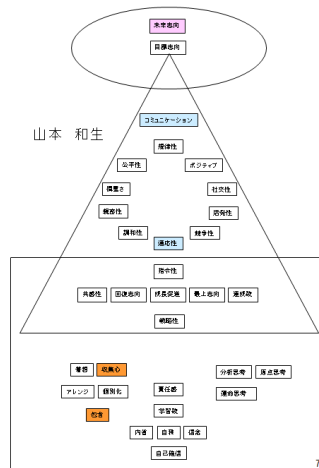 未来志向
目標志向
コミュニケーション
山本 和生
規律性
公平性 ポジティブ
慎重さ 社交性
親密性 活発性
調和性 競争性
適応性
指令性
共感性 回復志向 成長促進 最上志向 達成欲
戦略性
着想 収集心
分析思考 原点思考
アレンジ 個別化
責任感
運命思考
包含
学習欲
内省 自我 信念
自己確信